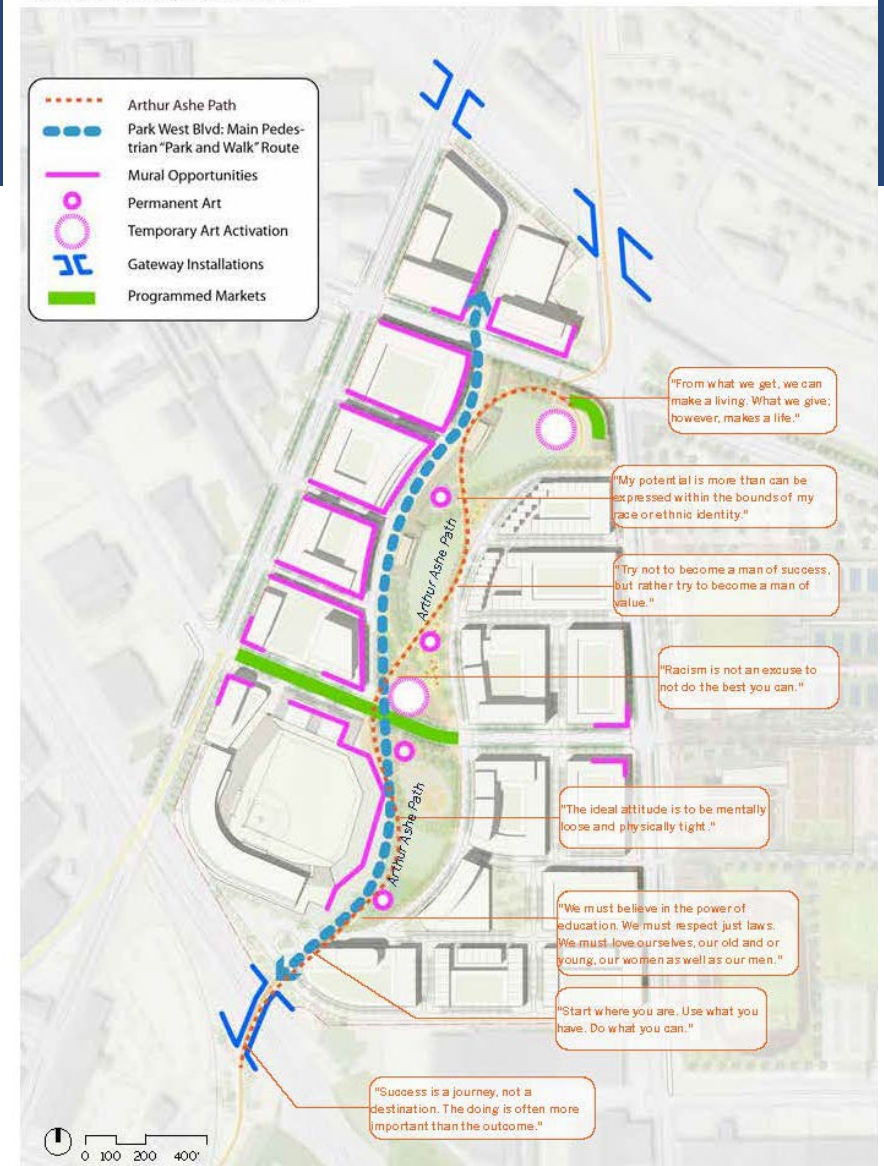 Arthur Ashe Path
Park West Blvd: Main Pedes-
trian "Park and Walk" Route
Mural Opportunities
Permanent Art
Temporary Art Activation
Gateway Installations
Programmed Markets
"From what we get, we can
make a living. What we give;
however, makes a life."
"My potential is more than can be
expressed within the bounds of my
race or ethnic identity."
Arthur Ashe Path
"Try not to become a man of success,
but rather try to become a man of
value."
"Racism is not an excuse to
not do the best you can."
Arthur Ashe Path
"The ideal attitude is to be mentally
loose and physically tight."
"We must believe in the power of
education. We must respect just laws.
We must love ourselves, our old and or
young, our women as well as our men."
"Start where you are. Use what you
have. Do what you can."
"Success is a journey, not a
destination. The doing is often more
important than the outcome."
0 100 200 400'